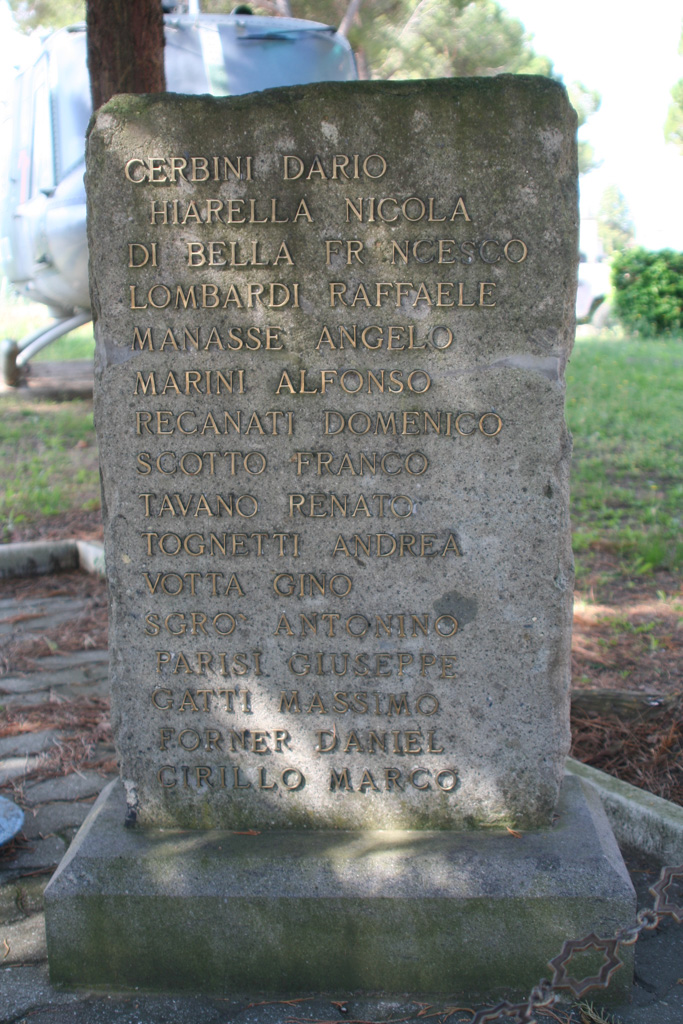 CERBINI DARIO
HIARELLA NICOLA
DI BELLA FR NCESCO
LOMBARDI RAFFAELE
MANASSE ANGELO
MARINI ALFONSO
RECANATI DOMENICO
SCOTTO FRANCO
TAVANO RENATO
TOGNETTI ANDREA
VOTTA GINO
SGRO' ANTONINO
PARISI GIUSEPPE
GATTI MASSIMO
FORNER DANIEL
CIRILLO MARCO